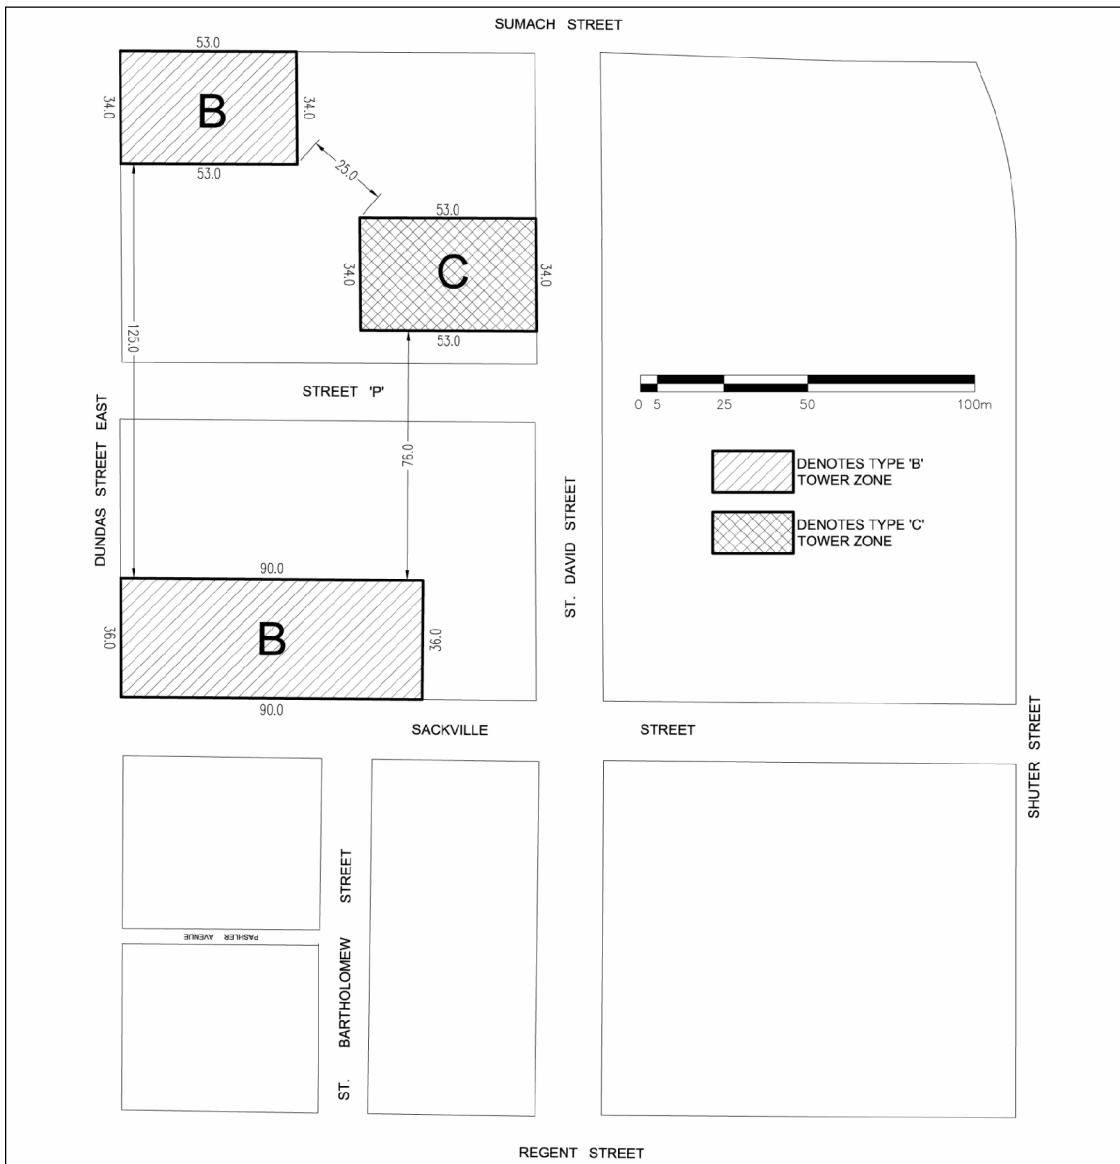 SUMACH STREET
53.0
34.0
B
34.0
53.0
25.0
53.0
34.0
C
34.0
53.0
125.0
STREET 'P'
76.0
DUNDAS STREET EAST
0 5 25 50 100m
DENOTES TYPE 'B'
TOWER ZONE
DENOTES TYPE 'C'
TOWER ZONE
ST. DAVID STREET
90.0
36.0
B
36.0
90.0
SACKVILLE STREET
SHUTER STREET
PASHLER AVENUE
ST. BARTHOLOMEW STREET
REGENT STREET